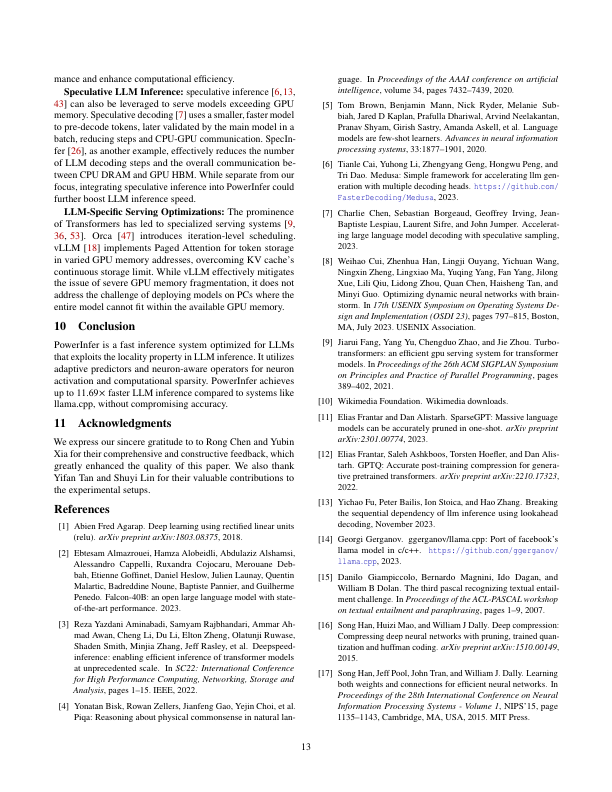 mance and enhance computational efficiency.
Speculative LLM Inference: speculative inference [6,13,
43] can also be leveraged to serve models exceeding GPU
memory. Speculative decoding [7] uses a smaller, faster model
to pre-decode tokens, later validated by the main model in a
batch, reducing steps and CPU-GPU communication. SpecIn-
fer [26], as another example, effectively reduces the number
of LLM decoding steps and the overall communication be-
tween CPU DRAM and GPU HBM. While separate from our
focus, integrating speculative inference into PowerInfer could
further boost LLM inference speed.
LLM-Specific Serving Optimizations: The prominence
of Transformers has led to specialized serving systems [9,
36, 53]. Orca [47] introduces iteration-level scheduling.
vLLM [18] implements Paged Attention for token storage
in varied GPU memory addresses, overcoming KV cache's
continuous storage limit. While vLLM effectively mitigates
the issue of severe GPU memory fragmentation, it does not
address the challenge of deploying models on PCs where the
entire model cannot fit within the available GPU memory.
10 Conclusion
PowerInfer is a fast inference system optimized for LLMs
that exploits the locality property in LLM inference. It utilizes
adaptive predictors and neuron-aware operators for neuron
activation and computational sparsity. PowerInfer achieves
up to 11.69× faster LLM inference compared to systems like
llama.cpp, without compromising accuracy.
11 Acknowledgments
We express our sincere gratitude to to Rong Chen and Yubin
Xia for their comprehensive and constructive feedback, which
greatly enhanced the quality of this paper. We also thank
Yifan Tan and Shuyi Lin for their valuable contributions to
the experimental setups.
References
[1] Abien Fred Agarap. Deep learning using rectified linear units
(relu). arXiv preprint arXiv:1803.08375, 2018.
[2] Ebtesam Almazrouei, Hamza Alobeidli, Abdulaziz Alshamsi,
Alessandro Cappelli, Ruxandra Cojocaru, Merouane Deb-
bah, Etienne Goffinet, Daniel Heslow, Julien Launay, Quentin
Malartic, Badreddine Noune, Baptiste Pannier, and Guilherme
Penedo. Falcon-40B: an open large language model with state-
of-the-art performance. 2023.
[3] Reza Yazdani Aminabadi, Samyam Rajbhandari, Ammar Ah-
mad Awan, Cheng Li, Du Li, Elton Zheng, Olatunji Ruwase,
Shaden Smith, Minjia Zhang, Jeff Rasley, et al. Deepspeed-
inference: enabling efficient inference of transformer models
at unprecedented scale. In SC22: International Conference
for High Performance Computing, Networking, Storage and
Analysis, pages 1–15. IEEE, 2022.
[4] Yonatan Bisk, Rowan Zellers, Jianfeng Gao, Yejin Choi, et al.
Piqa: Reasoning about physical commonsense in natural lan-
guage. In Proceedings of the AAAI conference on artificial
intelligence, volume 34, pages 7432–7439, 2020.
[5] Tom Brown, Benjamin Mann, Nick Ryder, Melanie Sub-
biah, Jared D Kaplan, Prafulla Dhariwal, Arvind Neelakantan,
Pranav Shyam, Girish Sastry, Amanda Askell, et al. Language
models are few-shot learners. Advances in neural information
processing systems, 33:1877–1901, 2020.
[6] Tianle Cai, Yuhong Li, Zhengyang Geng, Hongwu Peng, and
Tri Dao. Medusa: Simple framework for accelerating llm gen-
eration with multiple decoding heads. https://github.com/
FasterDecoding/Medusa, 2023.
[7] Charlie Chen, Sebastian Borgeaud, Geoffrey Irving, Jean-
Baptiste Lespiau, Laurent Sifre, and John Jumper. Accelerat-
ing large language model decoding with speculative sampling,
2023.
[8] Weihao Cui, Zhenhua Han, Lingji Ouyang, Yichuan Wang,
Ningxin Zheng, Lingxiao Ma, Yuqing Yang, Fan Yang, Jilong
Xue, Lili Qiu, Lidong Zhou, Quan Chen, Haisheng Tan, and
Minyi Guo. Optimizing dynamic neural networks with brain-
storm. In 17th USENIX Symposium on Operating Systems De-
sign and Implementation (OSDI 23), pages 797–815, Boston,
MA, July 2023. USENIX Association.
[9] Jiarui Fang, Yang Yu, Chengduo Zhao, and Jie Zhou. Turbo-
transformers: an efficient gpu serving system for transformer
models. In Proceedings of the 26th ACM SIGPLAN Symposium
on Principles and Practice of Parallel Programming, pages
389–402, 2021.
[10] Wikimedia Foundation. Wikimedia downloads.
[11] Elias Frantar and Dan Alistarh. SparseGPT: Massive language
models can be accurately pruned in one-shot. arXiv preprint
arXiv:2301.00774, 2023.
[12] Elias Frantar, Saleh Ashkboos, Torsten Hoefler, and Dan Alis-
tarh. GPTQ: Accurate post-training compression for genera-
tive pretrained transformers. arXiv preprint arXiv:2210.17323,
2022.
[13] Yichao Fu, Peter Bailis, Ion Stoica, and Hao Zhang. Breaking
the sequential dependency of llm inference using lookahead
decoding, November 2023.
[14] Georgi Gerganov. ggerganov/llama.cpp: Port of facebook's
llama model in c/c++. https://github.com/ggerganov/
llama.cpp, 2023.
[15] Danilo Giampiccolo, Bernardo Magnini, Ido Dagan, and
William B Dolan. The third pascal recognizing textual entail-
ment challenge. In Proceedings of the ACL-PASCAL workshop
on textual entailment and paraphrasing, pages 1–9, 2007.
[16] Song Han, Huizi Mao, and William J Dally. Deep compression:
Compressing deep neural networks with pruning, trained quan-
tization and huffman coding. arXiv preprint arXiv:1510.00149,
2015.
[17] Song Han, Jeff Pool, John Tran, and William J. Dally. Learning
both weights and connections for efficient neural networks. In
Proceedings of the 28th International Conference on Neural
Information Processing Systems - Volume 1, NIPS'15, page
1135–1143, Cambridge, MA, USA, 2015. MIT Press.
13